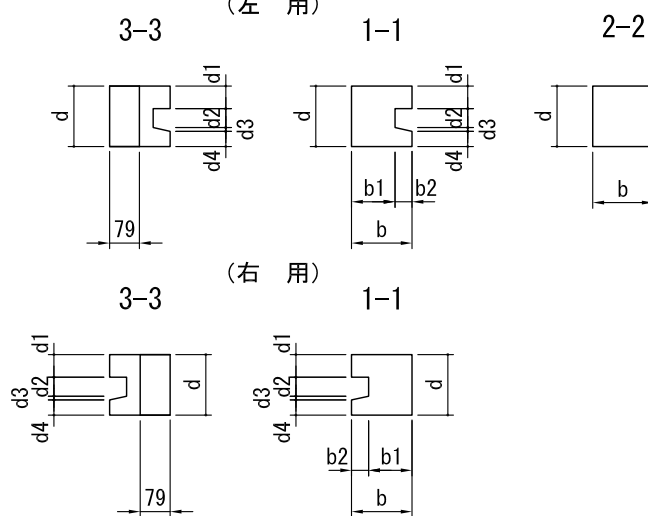 (左 用)
3-3 1-1 2-2
d d1 d2 d3 d4 d d1 d2 d3 d4 d
79 b1 b2 b
b
(右 用)
3-3 1-1
d1 d2 d3 d4 d d1 d2 d3 d4 d
79 b2 b1
b